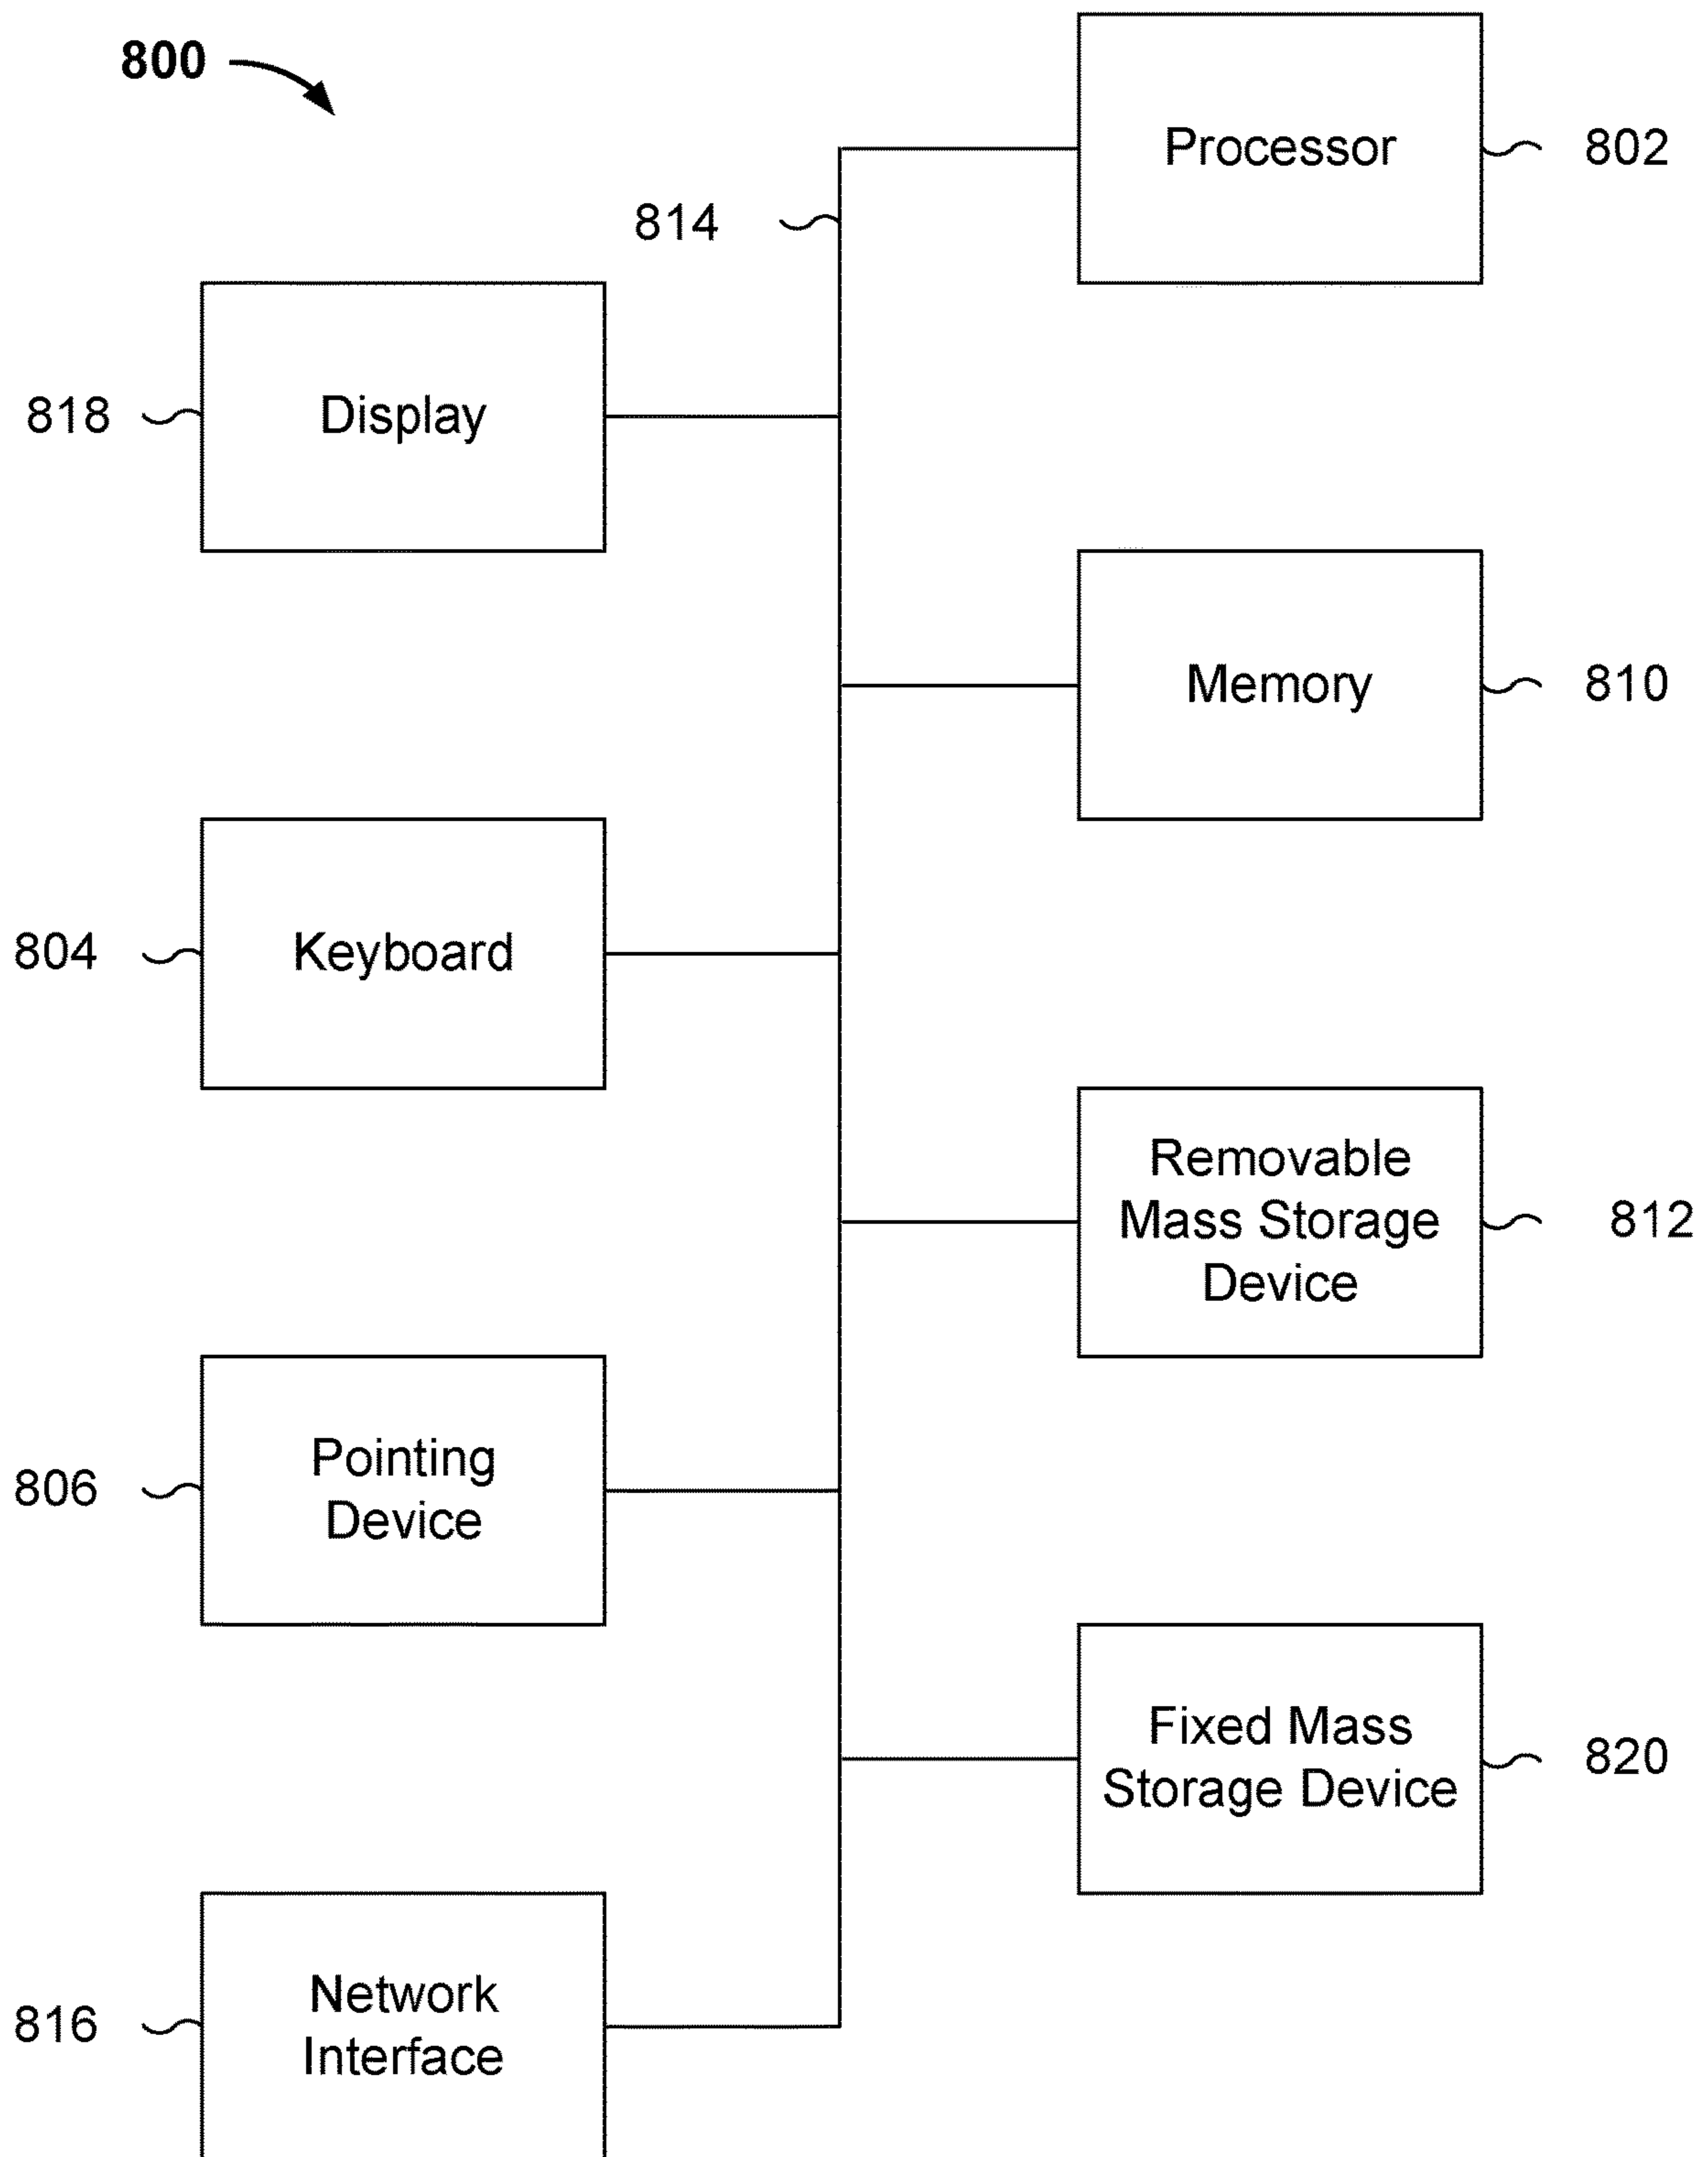 800
Processor
802
814
818
Display
Memory
810
804
Keyboard
Removable
Mass Storage
Device
812
806
Pointing
Device
Fixed Mass
Storage Device
820
816
Network
Interface